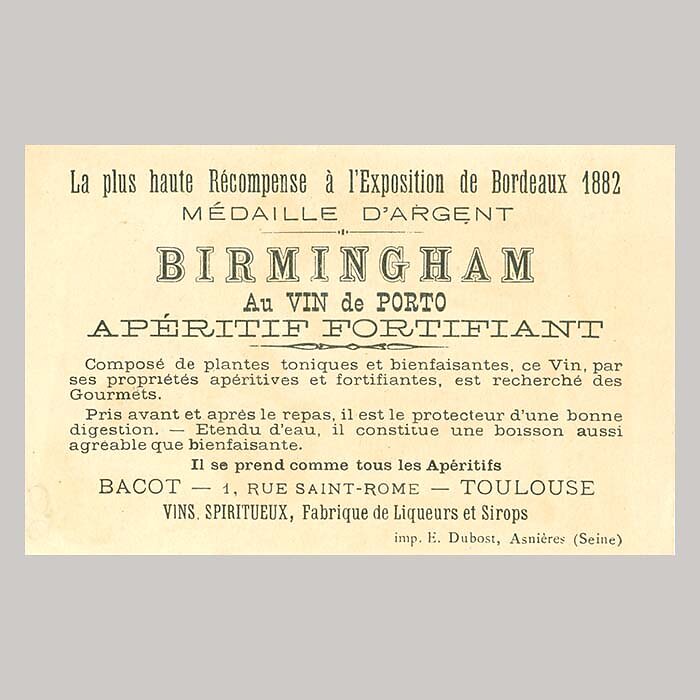 La plus haute Récompense à l'Exposition de Bordeaux 1882
MÉDAILLE D'ARGENT
BIRMINGHAM
Au VIN de PORTO
APÉRITIF FORTIFIANT
Composé de plantes toniques et bienfaisantes, ce Vin, par
ses propriétés apéritives et fortifiantes, est recherché des
Gourmets.
Pris avant et après le repas, il est le protecteur d'une bonne
digestion. — Etendu d'eau, il constitue une boisson aussi
agréable que bienfaisante.
Il se prend comme tous les Apéritifs
BACOT — 1, RUE SAINT-ROME — TOULOUSE
VINS, SPIRITUEUX, Fabrique de Liqueurs et Sirops
imp. E. Dubost, Asnières (Seine)